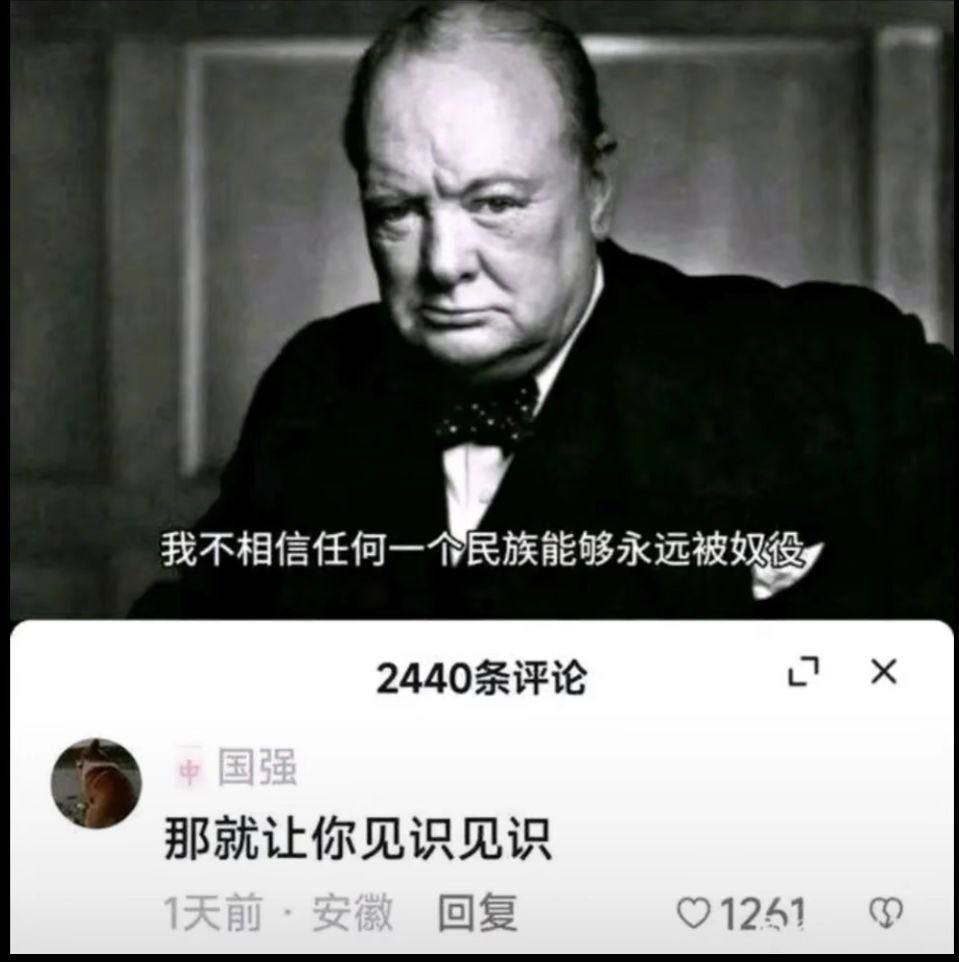 我不相信任何一个民族能够永远被奴役
2440条评论
🀄国强
那就让你见识见识
1天前 · 安徽 回复 1261